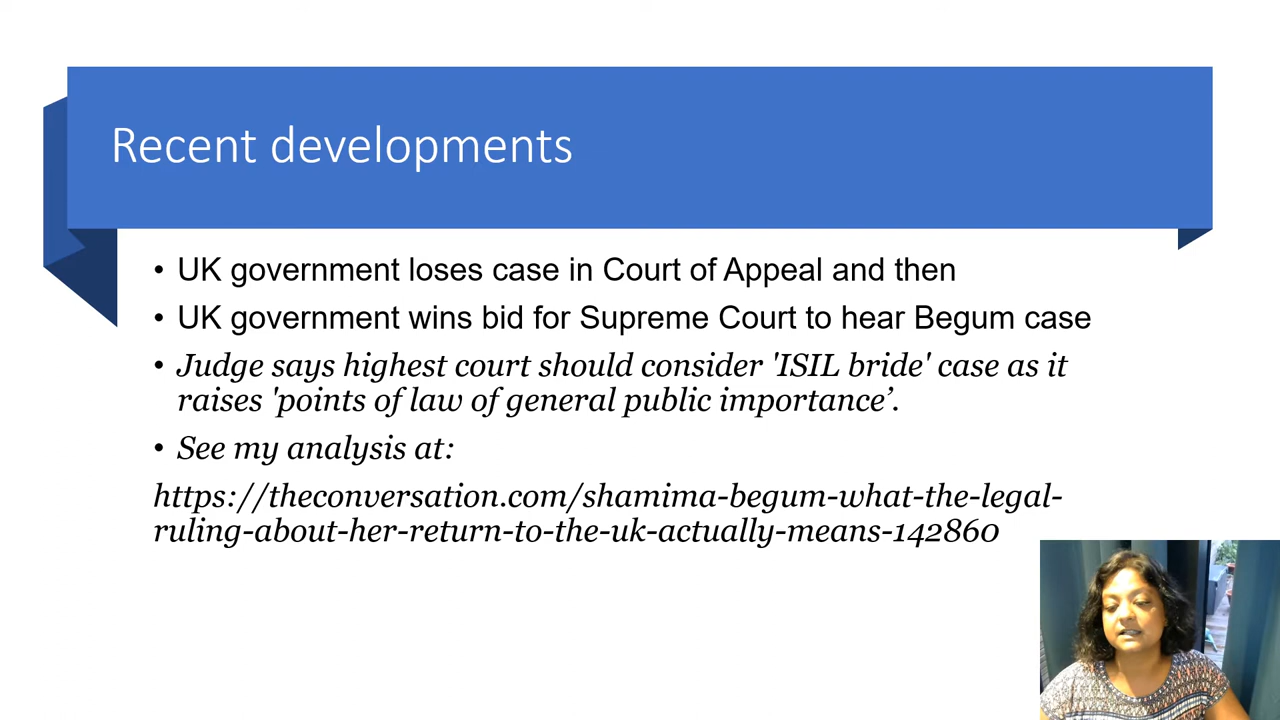 Recent developments
• UK government loses case in Court of Appeal and then
• UK government wins bid for Supreme Court to hear Begum case
• Judge says highest court should consider 'ISIL bride' case as it
raises 'points of law of general public importance’.
• See my analysis at:
https://theconversation.com/shamima-begum-what-the-legal-
ruling-about-her-return-to-the-uk-actually-means-142860